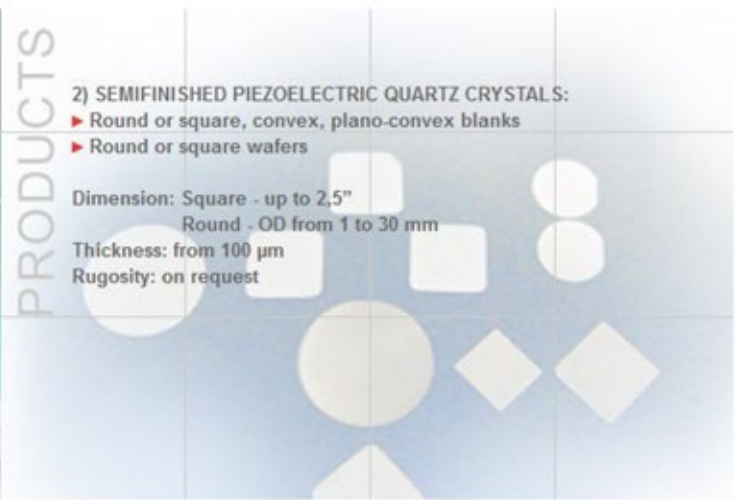 PRODUCTS
2) SEMIFINISHED PIEZOELECTRIC QUARTZ CRYSTALS:
Round or square, convex, plano-convex blanks
Round or square wafers
Dimension: Square - up to 2,5”
Round - OD from 1 to 30 mm
Thickness: from 100 µm
Rugosity: on request